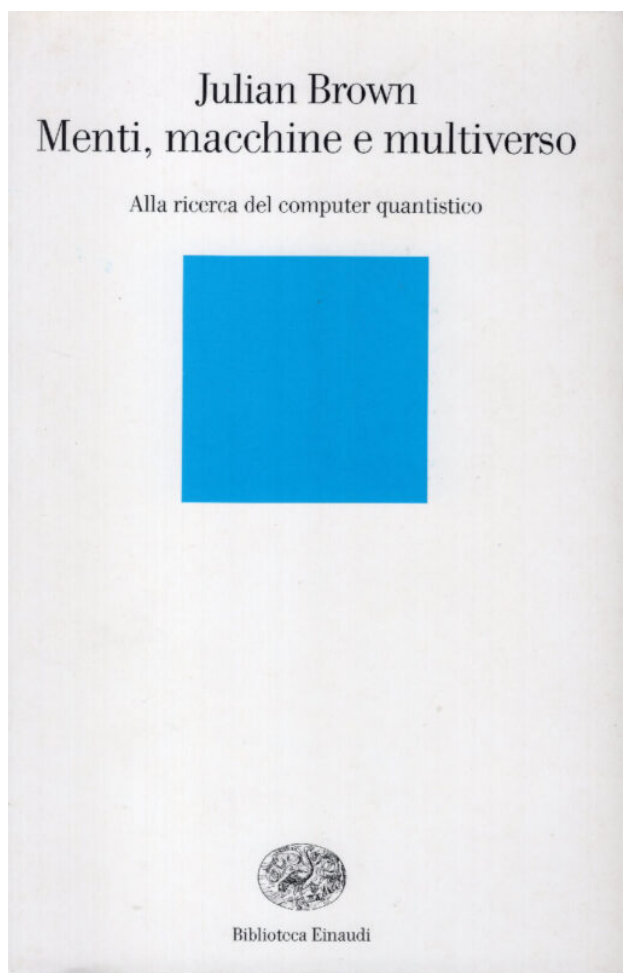 Julian Brown
Menti, macchine e multiverso
Alla ricerca del computer quantistico
Biblioteca Einaudi